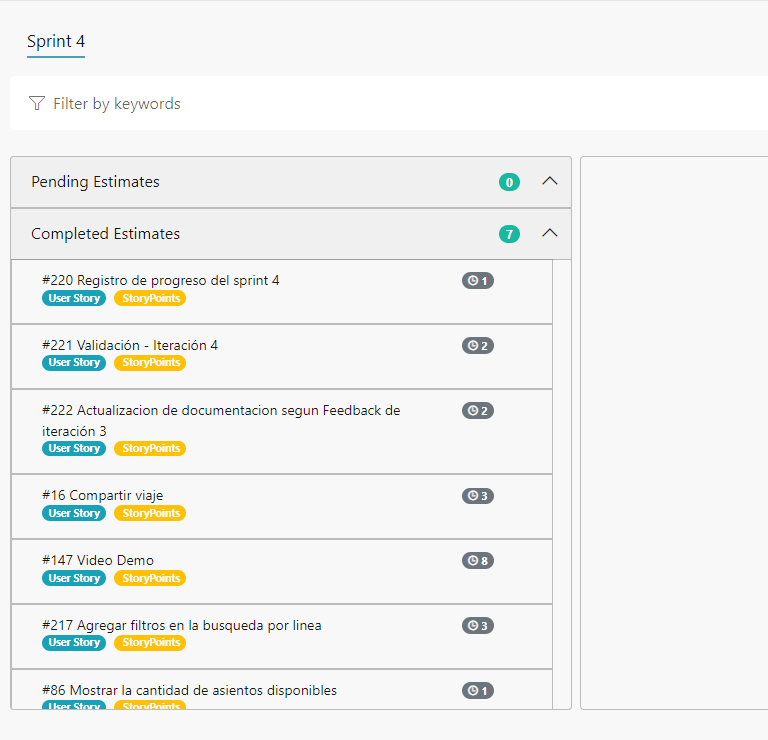 Sprint 4
Filter by keywords
Pending Estimates 0
Completed Estimates 7
#220 Registro de progreso del sprint 4 1
User Story StoryPoints
#221 Validación - Iteración 4 2
User Story StoryPoints
#222 Actualizacion de documentacion segun Feedback de 2
iteración 3
User Story StoryPoints
#16 Compartir viaje 3
User Story StoryPoints
#147 Video Demo 8
User Story StoryPoints
#217 Agregar filtros en la busqueda por linea 3
User Story StoryPoints
#86 Mostrar la cantidad de asientos disponibles 1
User Story StoryPoints